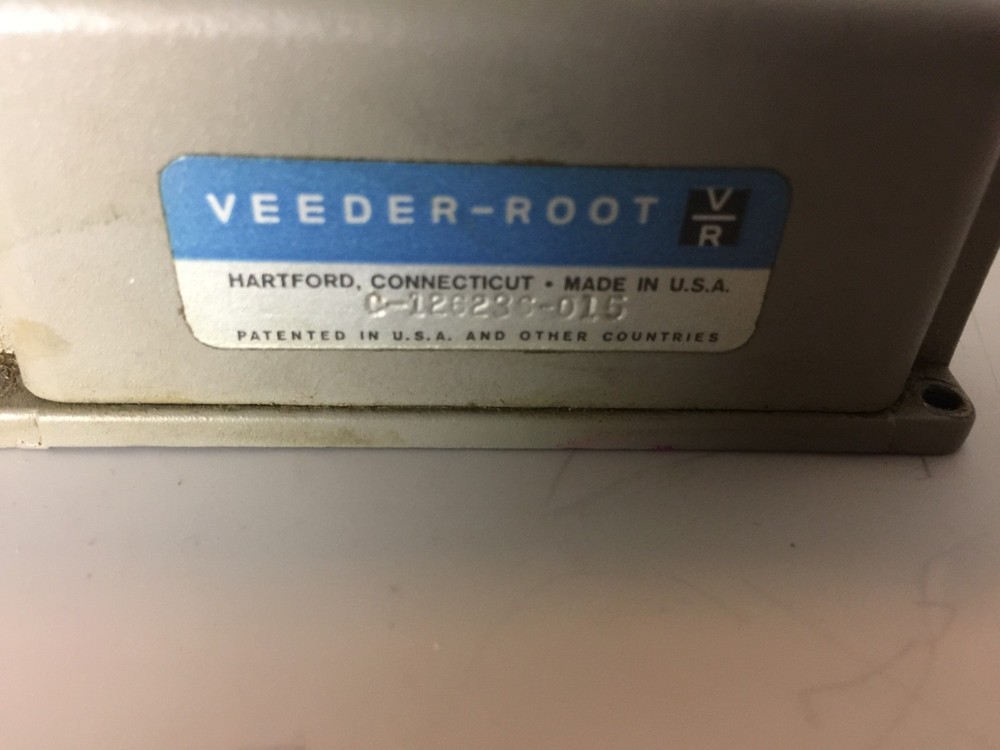 VEEDER-ROOT V/R
HARTFORD, CONNECTICUT • MADE IN U.S.A.
PATENTED IN U.S.A. AND OTHER COUNTRIES